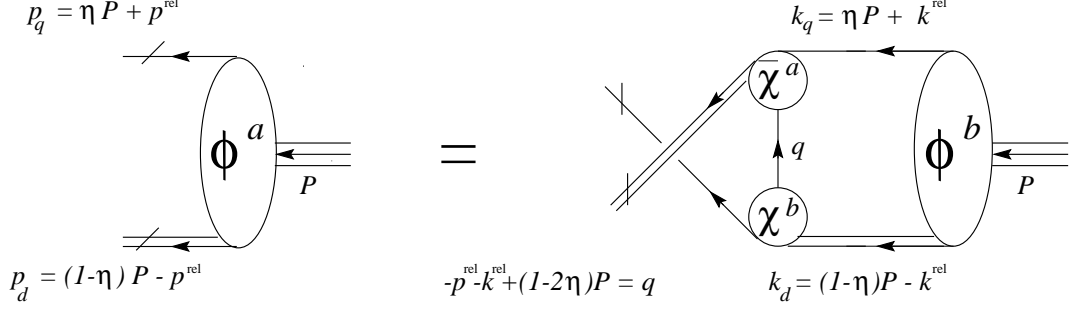 p_q = η P + p^rel
k_q = η P + k^rel
ϕ^a
P
=
χ̄^a
q
χ^b
ϕ^b
P
p_d = (1-η) P - p^rel
-p^rel-k^rel+(1-2η)P = q
k_d = (1-η)P - k^rel